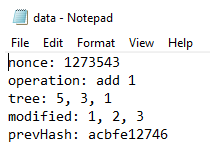 data - Notepad
File Edit Format View Help
nonce: 1273543
operation: add 1
tree: 5, 3, 1
modified: 1, 2, 3
prevHash: acbfe12746